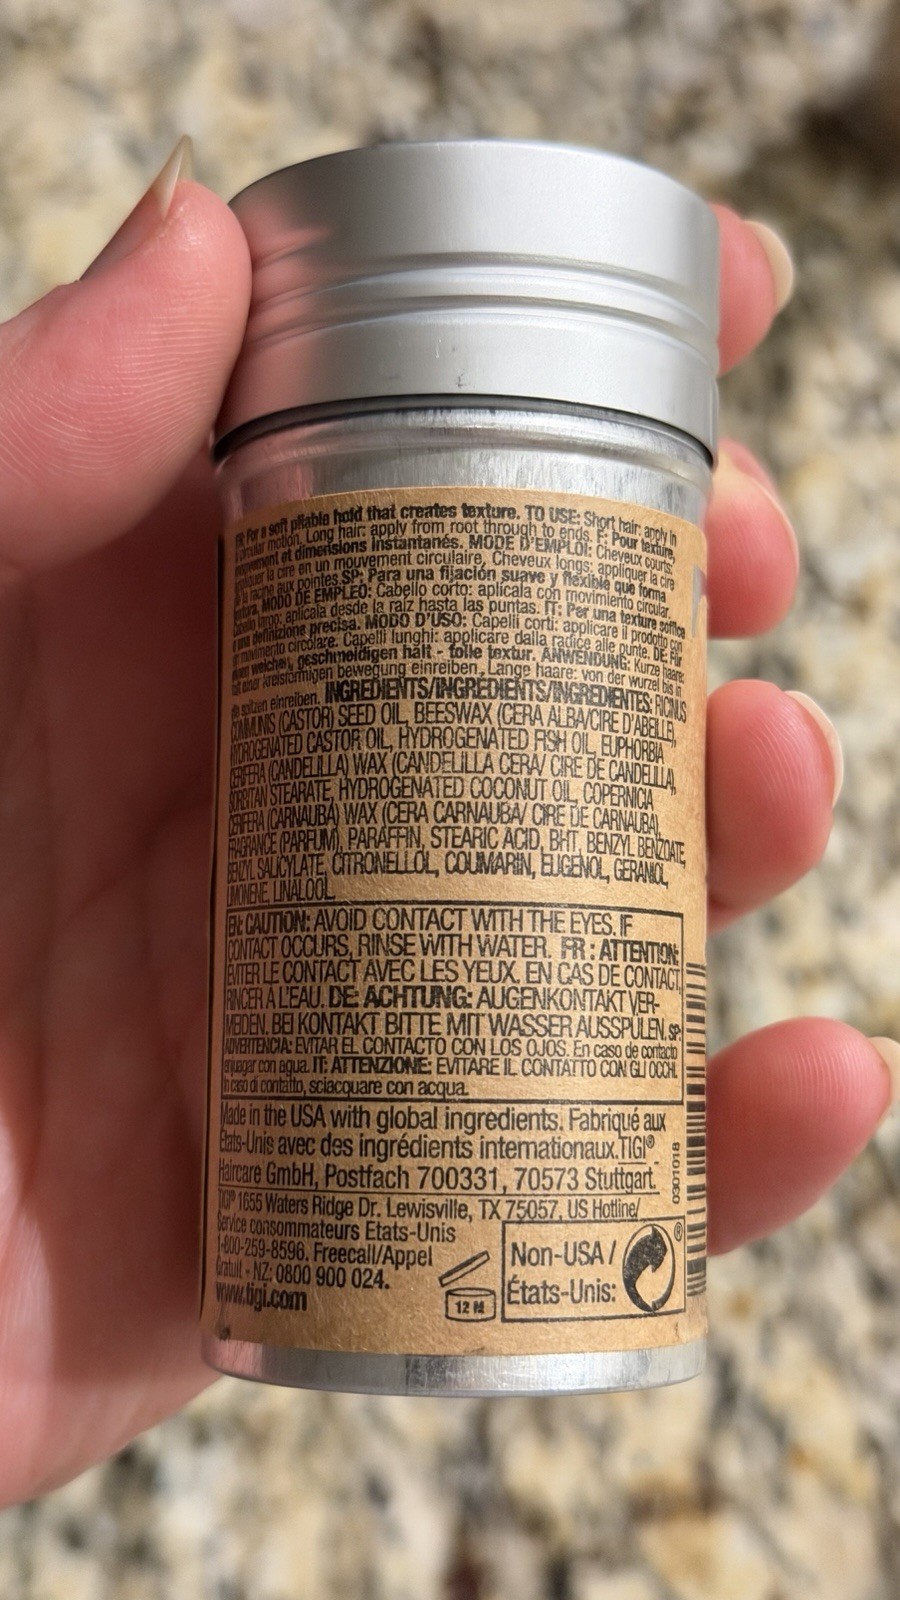 For a soft pliable hold that creates texture. TO USE: Short hair: apply in
circular motion. Long hair: apply from root through to ends. F: Pour texture,
mouvement et dimensions instantanés. MODE D'EMPLOI: Cheveux courts:
appliquer la cire en un mouvement circulaire, Cheveux longs: appliquer la cire
la racine aux pointes. SP: Para una fijación suave y flexible que forma
MODO DE EMPLEO: Cabello corto: aplícala con movimiento circular.
Cabello largo: aplícala desde la raíz hasta las puntas. IT: Per una texture soffice
e una definizione precisa. MODO D'USO: Capelli corti: applicare il prodotto con
un movimento circolare. Capelli lunghi: applicare dalla radice alle punte. DE: Für
einen weichen, geschmeidigen halt - tolle textur. ANWENDUNG: Kurze haare:
mit einer kreisförmigen bewegung einreiben. Lange haare: von der wurzel bis in
die spitzen einreiben. INGREDIENTS/INGRÉDIENTS/INGREDIENTES: RICINUS
COMMUNIS (CASTOR) SEED OIL, BEESWAX (CERA ALBA/CIRE D'ABEILLE),
HYDROGENATED CASTOR OIL, HYDROGENATED FISH OIL, EUPHORBIA
CERIFERA (CANDELILLA) WAX (CANDELILLA CERA/ CIRE DE CANDELILLA),
SORBITAN STEARATE, HYDROGENATED COCONUT OIL, COPERNICIA
CERIFERA (CARNAUBA) WAX (CERA CARNAUBA/ CIRE DE CARNAUBA),
FRAGRANCE (PARFUM), PARAFFIN, STEARIC ACID, BHT, BENZYL BENZOATE,
BENZYL SALICYLATE, CITRONELLOL, COUMARIN, EUGENOL, GERANIOL,
LIMONENE, LINALOOL.
EN: CAUTION: AVOID CONTACT WITH THE EYES. IF
CONTACT OCCURS, RINSE WITH WATER. FR : ATTENTION:
ÉVITER LE CONTACT AVEC LES YEUX. EN CAS DE CONTACT,
RINCER À L'EAU. DE: ACHTUNG: AUGENKONTAKT VER-
MEIDEN. BEI KONTAKT BITTE MIT WASSER AUSSPÜLEN. SP:
ADVERTENCIA: EVITAR EL CONTACTO CON LOS OJOS. En caso de contacto
enjuagar con agua. IT: ATTENZIONE: EVITARE IL CONTATTO CON GLI OCCHI.
In caso di contatto, sciacquare con acqua.
Made in the USA with global ingredients. Fabriqué aux
États-Unis avec des ingrédients internationaux. TIGI®
Haircare GmbH, Postfach 700331, 70573 Stuttgart.
TIGI® 1655 Waters Ridge Dr. Lewisville, TX 75057, US Hotline/
Service consommateurs Etats-Unis
1-800-259-8596. Freecall/Appel
Gratuit - NZ: 0800 900 024.
www.tigi.com
12 M
Non-USA /
États-Unis:
®
0301018